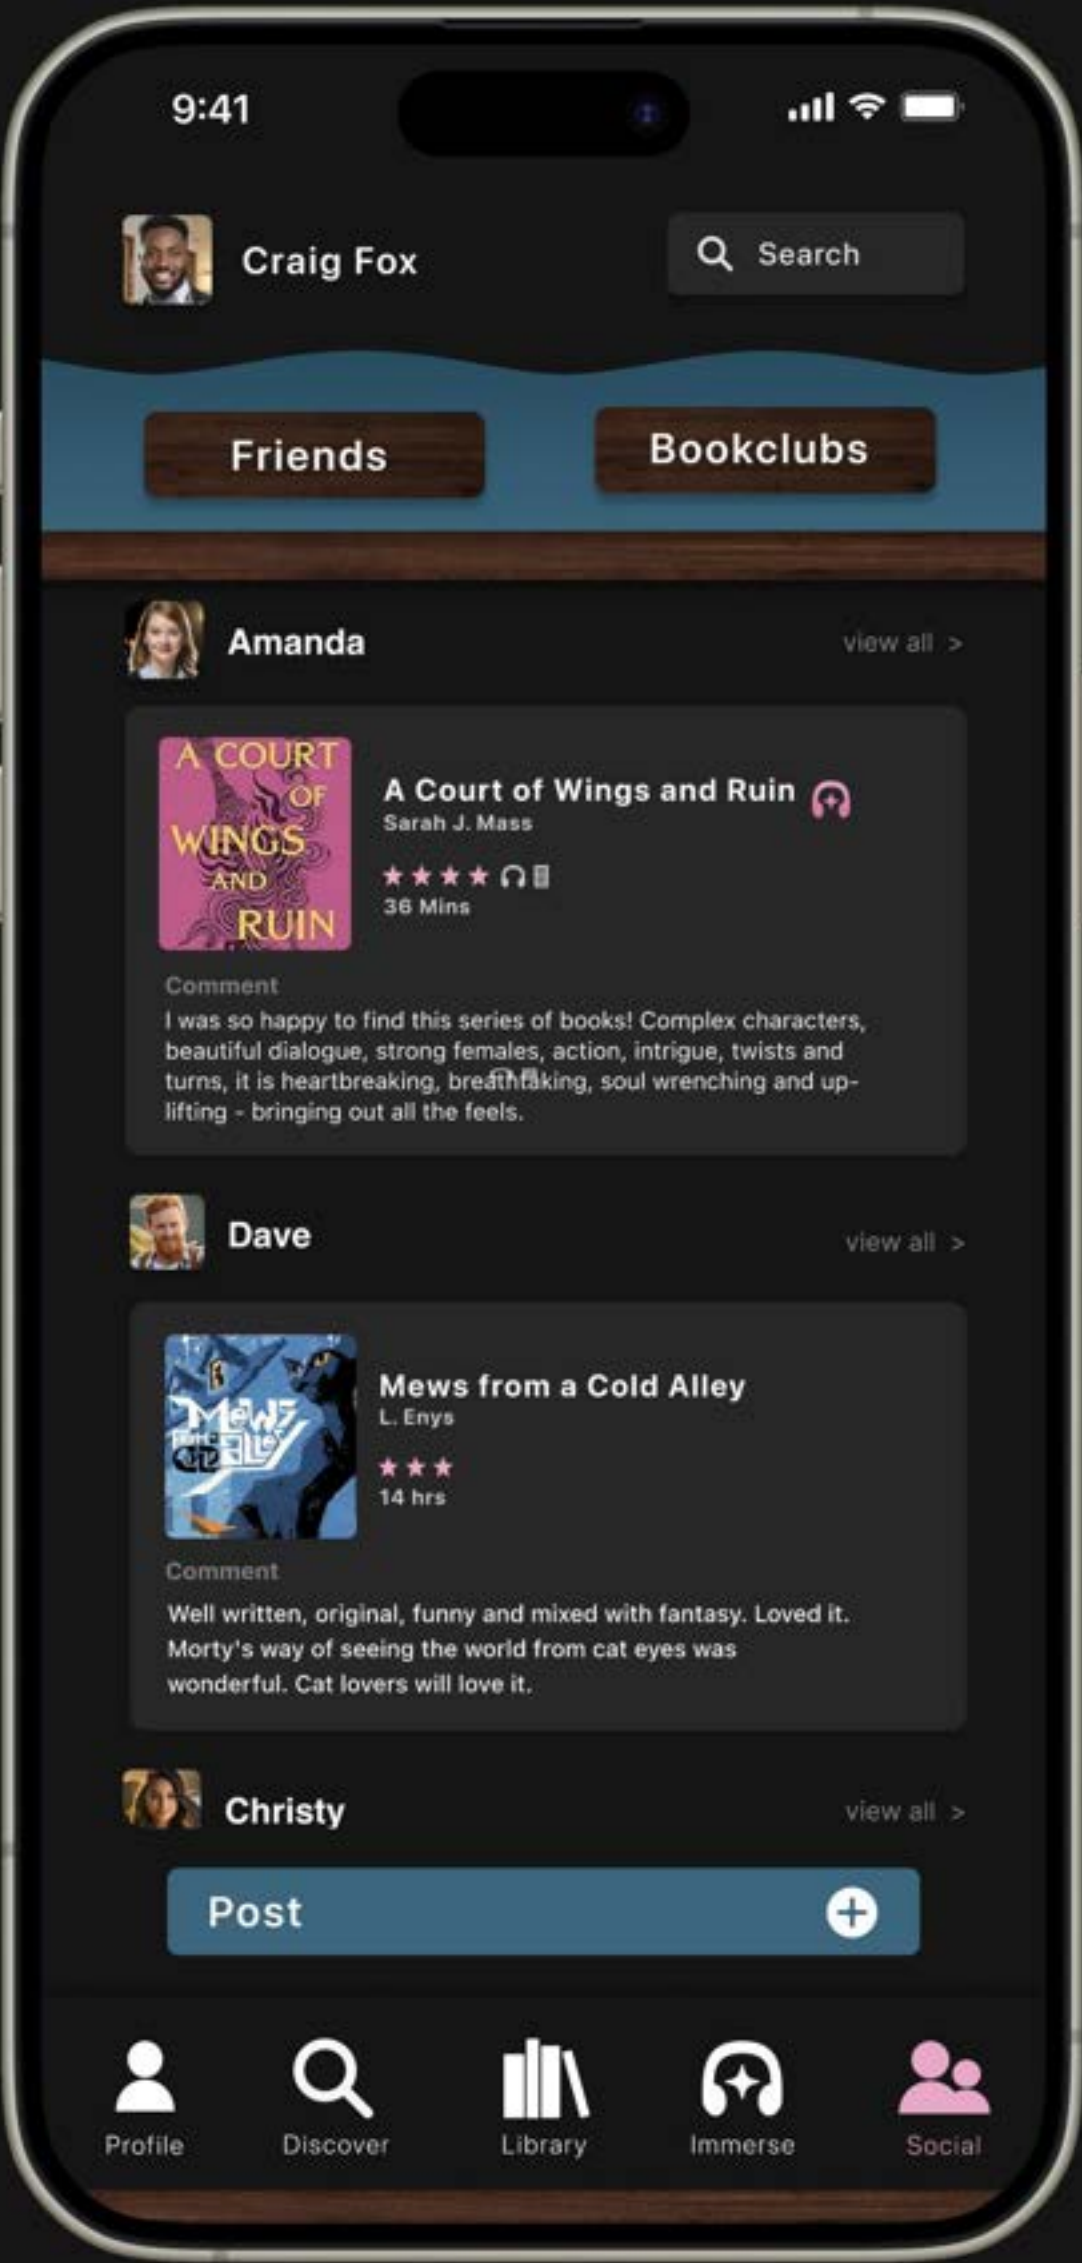 9:41
Craig Fox
Search
Friends
Bookclubs
Amanda
view all >
A COURT
OF
WINGS
AND
RUIN
A Court of Wings and Ruin
Sarah J. Mass
36 Mins
Comment
I was so happy to find this series of books! Complex characters,
beautiful dialogue, strong females, action, intrigue, twists and
turns, it is heartbreaking, breathtaking, soul wrenching and up-
lifting - bringing out all the feels.
Dave
view all >
Mews
from a
Cold
Alley
Mews from a Cold Alley
L. Enys
14 hrs
Comment
Well written, original, funny and mixed with fantasy. Loved it.
Morty's way of seeing the world from cat eyes was
wonderful. Cat lovers will love it.
Christy
view all >
Post
Profile
Discover
Library
Immerse
Social